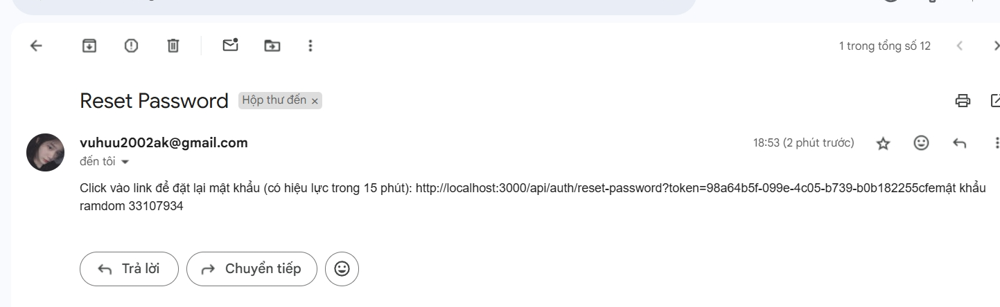 1 trong tổng số 12
Reset Password Hộp thư đến ×
vuhuu2002ak@gmail.com 18:53 (2 phút trước)
đến tôi
Click vào link để đặt lại mật khẩu (có hiệu lực trong 15 phút): http://localhost:3000/api/auth/reset-password?token=98a64b5f-099e-4c05-b739-b0b182255cfemật khẩu
ramdom 33107934
Trả lời Chuyển tiếp